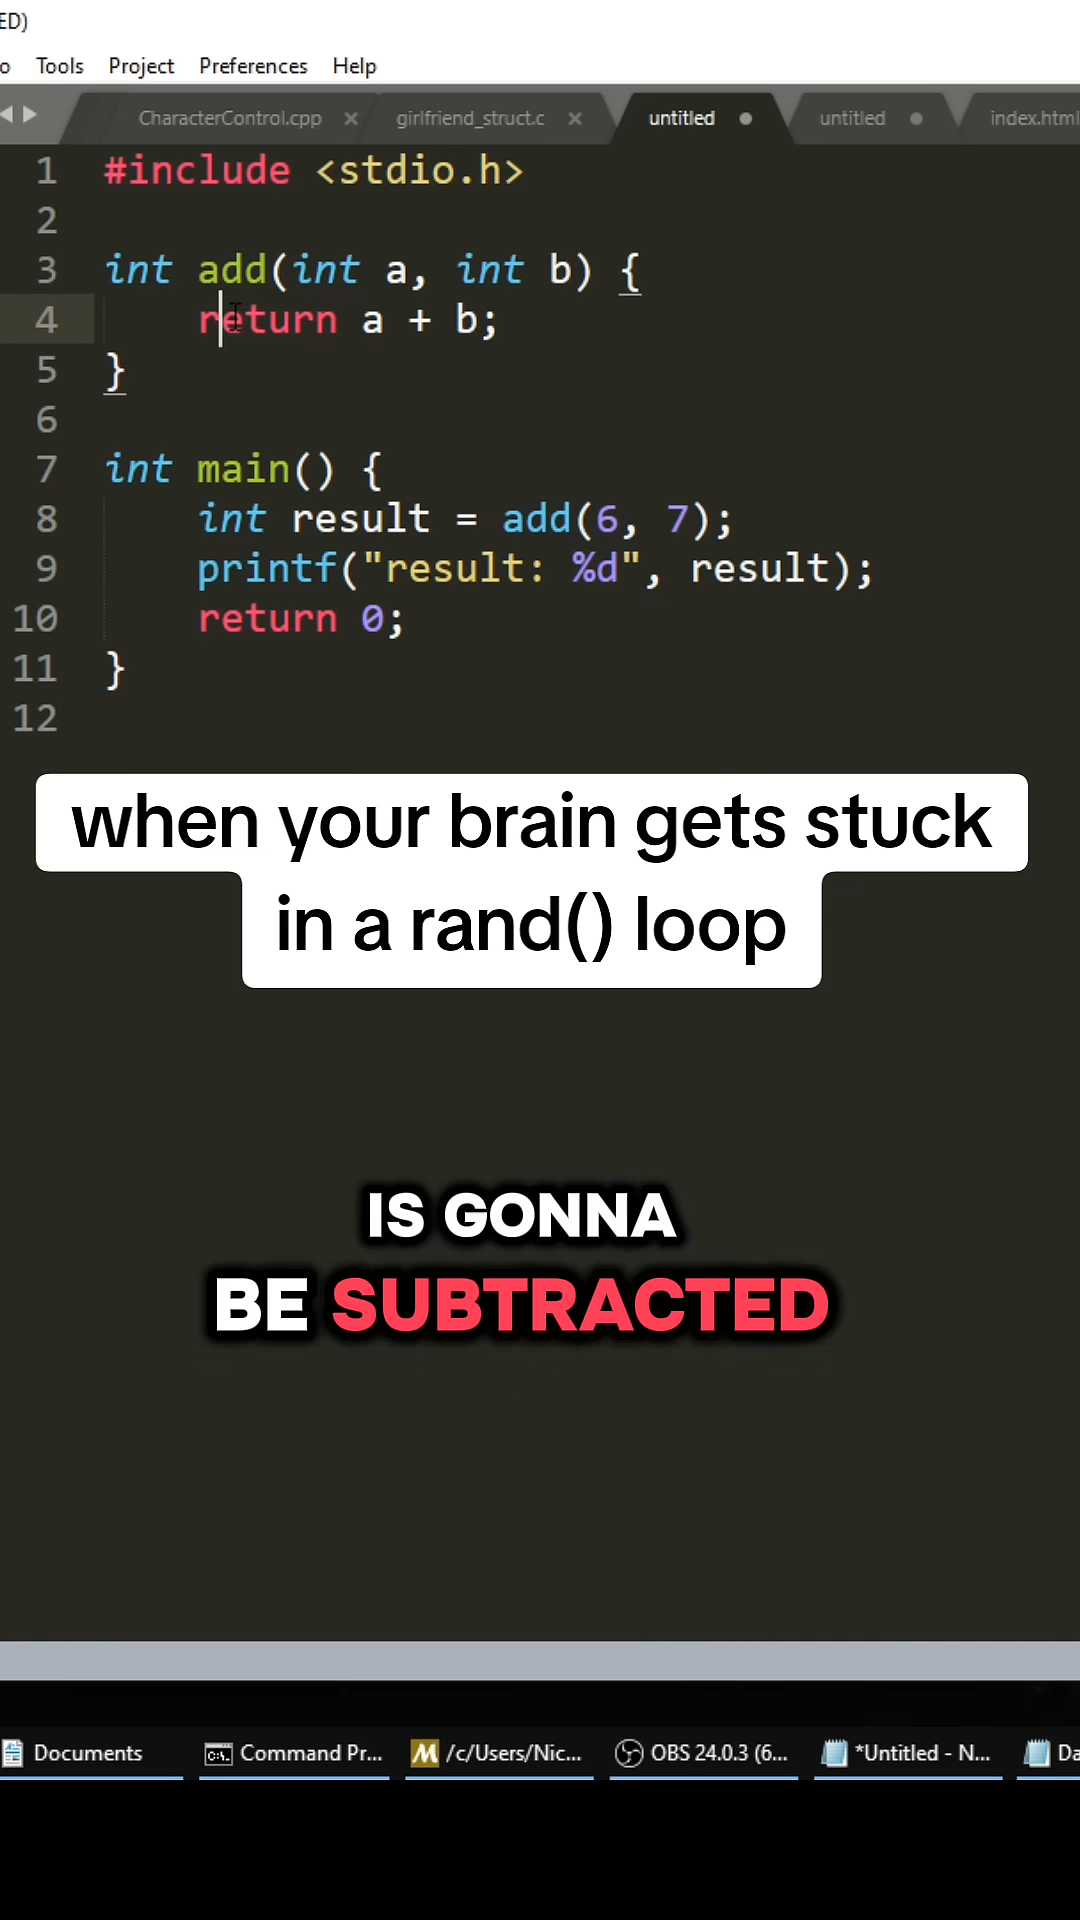 ED)
o Tools Project Preferences Help
CharacterControl.cpp × girlfriend_struct.c × untitled untitled index.html
1 #include <stdio.h>
2
3 int add(int a, int b) {
4     return a + b;
5 }
6
7 int main() {
8     int result = add(6, 7);
9     printf("result: %d", result);
10     return 0;
11 }
12
when your brain gets stuck
in a rand() loop
IS GONNA
BE SUBTRACTED
Documents Command Pr... /c/Users/Nic... OBS 24.0.3 (6... *Untitled - N... Da